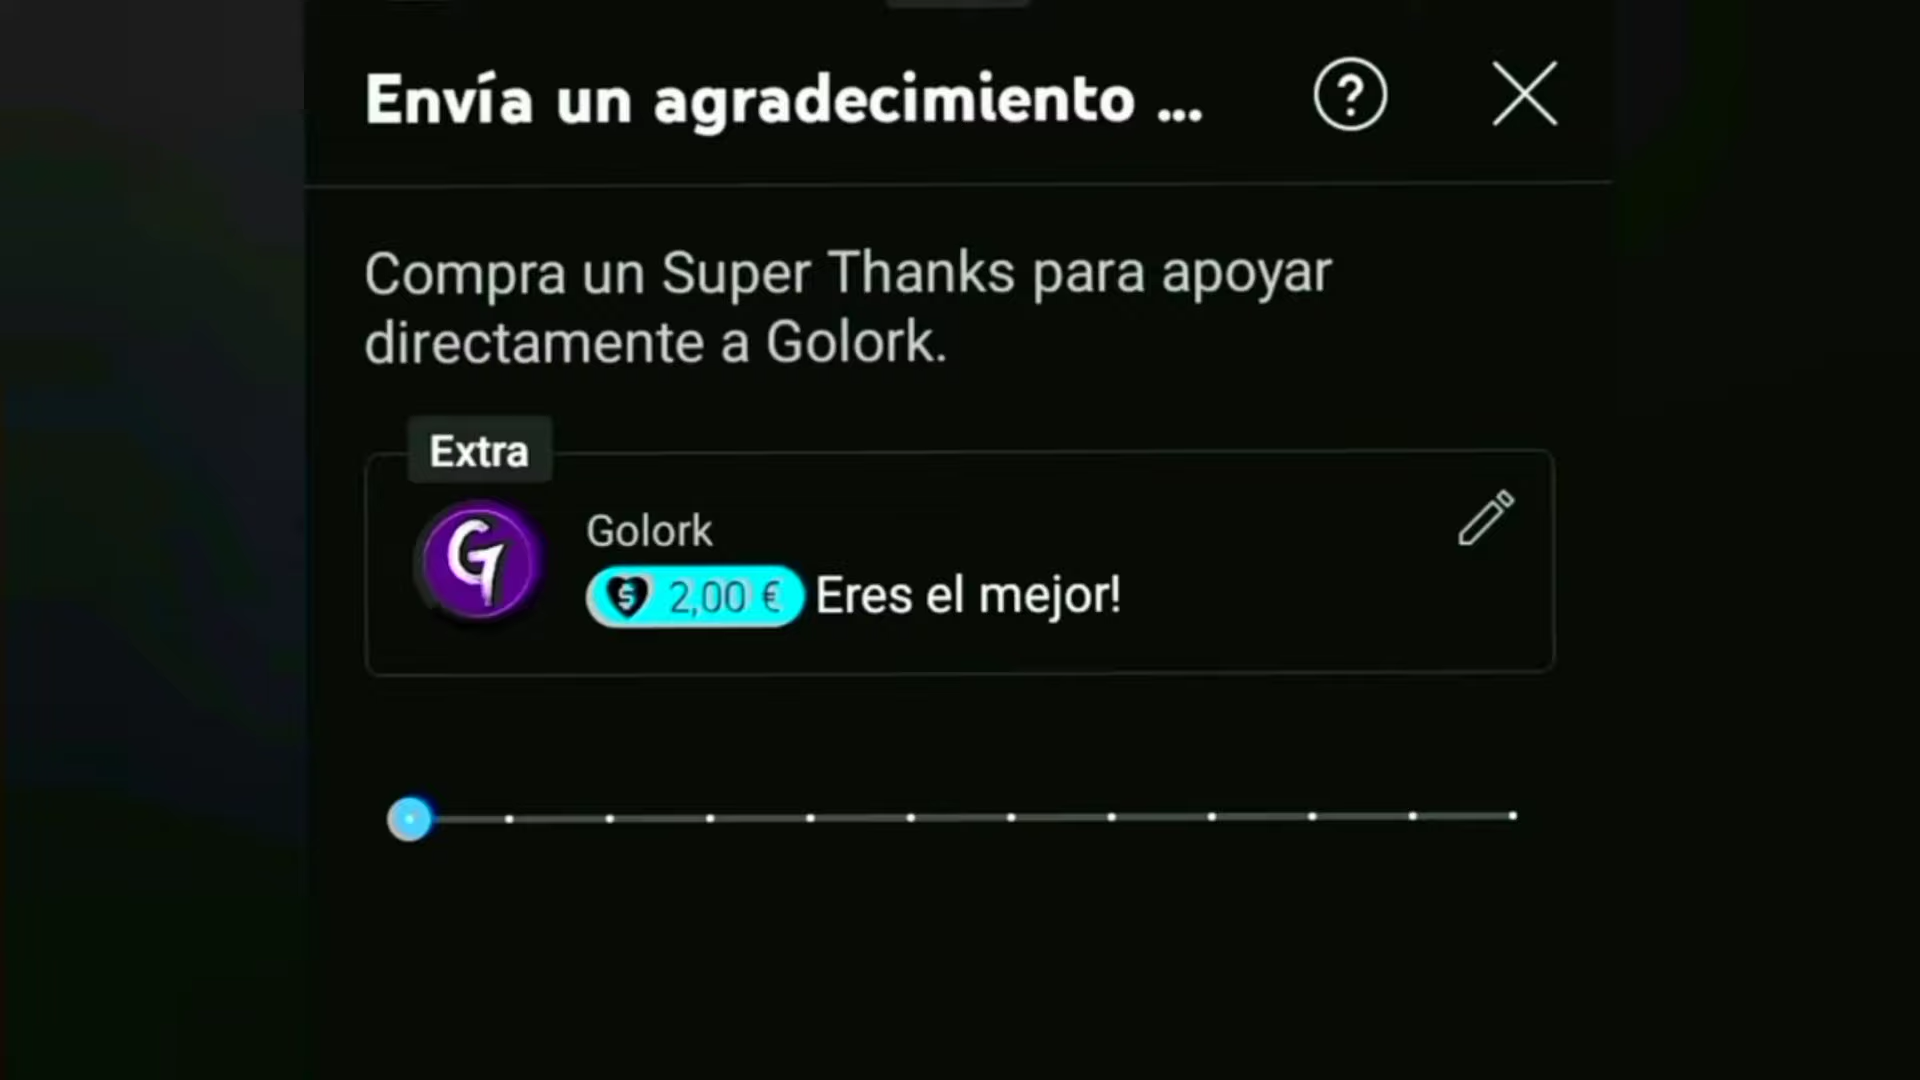 Envía un agradecimiento ...
Compra un Super Thanks para apoyar
directamente a Golork.
Extra
Golork
2,00 € Eres el mejor!